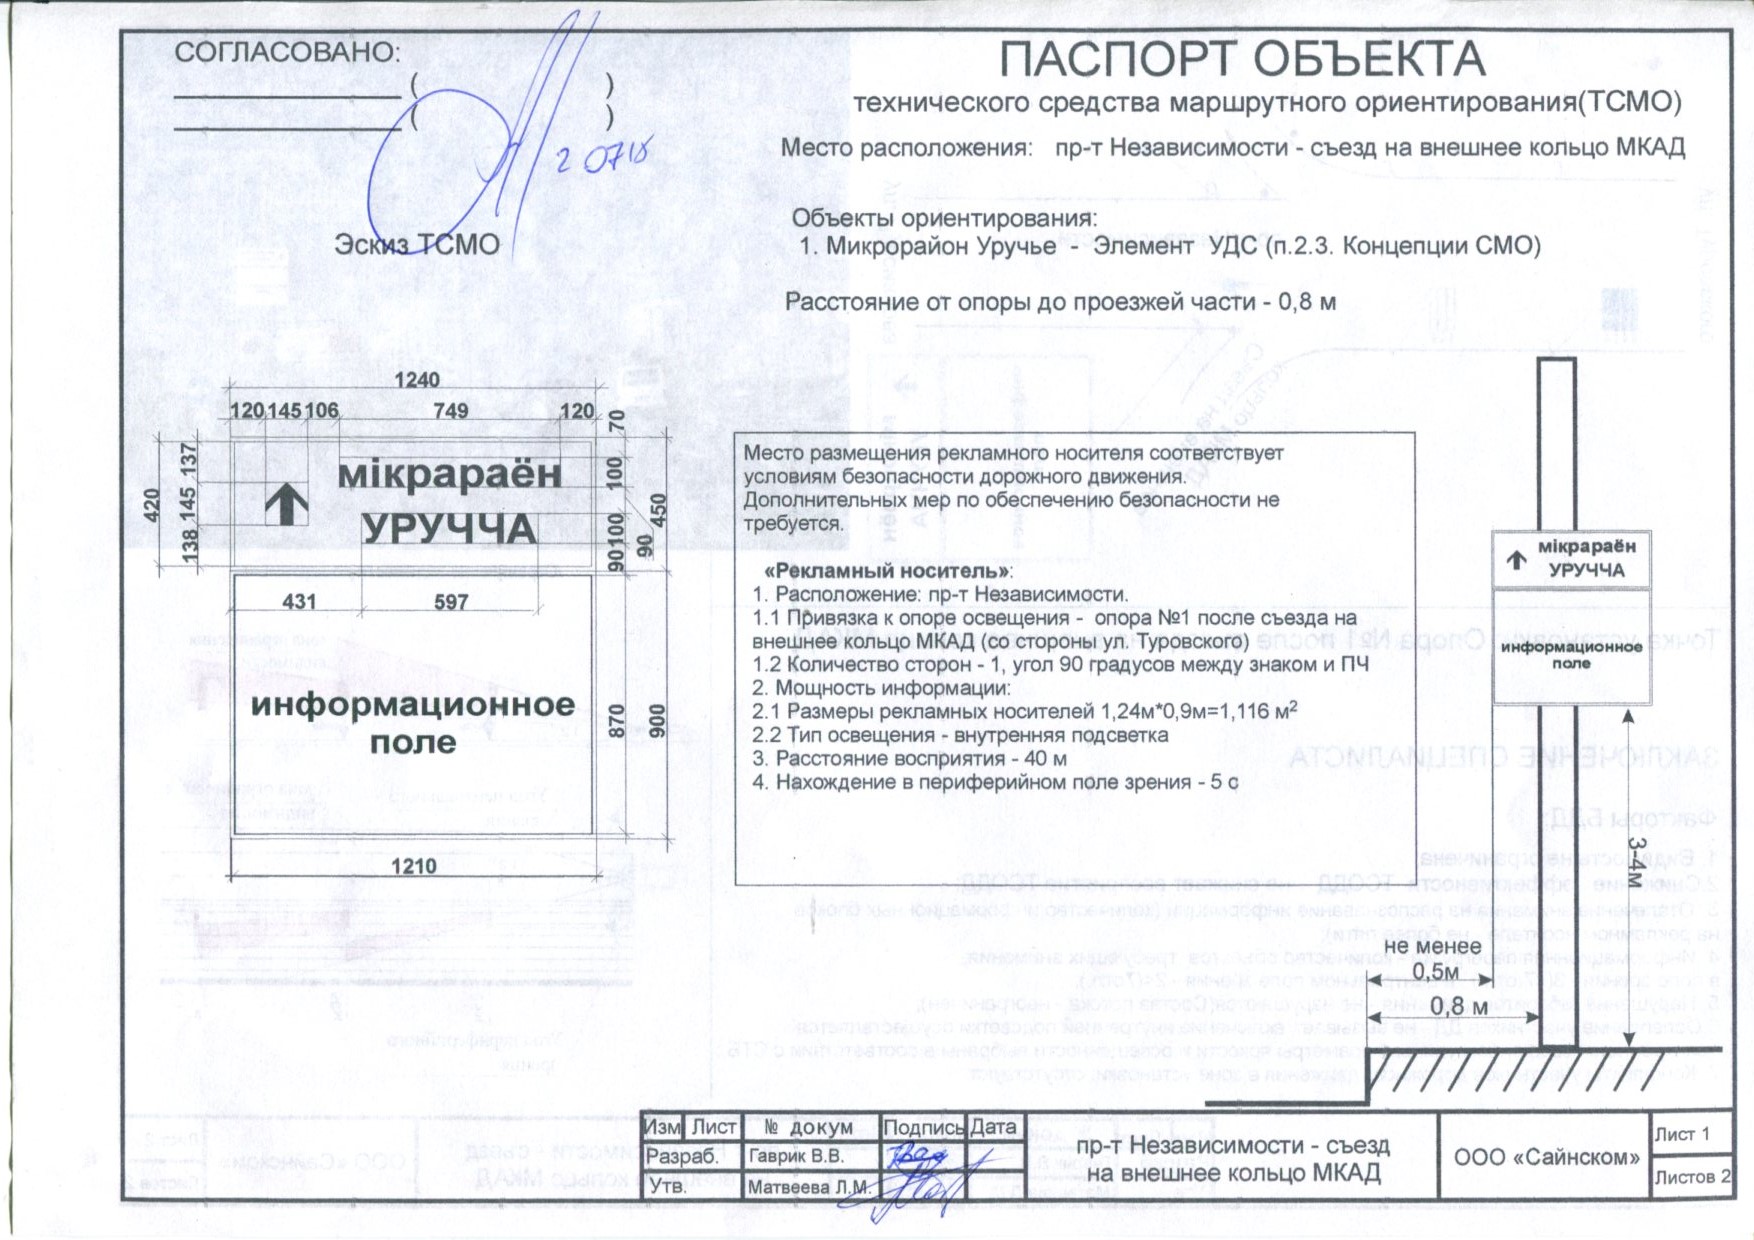 СОГЛАСОВАНО:
(                    )
(                    )
ПАСПОРТ ОБЪЕКТА
технического средства маршрутного ориентирования(ТСМО)
Место расположения: пр-т Независимости - съезд на внешнее кольцо МКАД
Эскиз ТСМО
Объекты ориентирования:
1. Микрорайон Уручье - Элемент УДС (п.2.3. Концепции СМО)
Расстояние от опоры до проезжей части - 0,8 м
1240
120 145 106 749 120 70
420
137
145
138
мікрараён
УРУЧЧА
100
100
90
450
90
431 597
информационное
поле
870
900
1210
Место размещения рекламного носителя соответствует
условиям безопасности дорожного движения.
Дополнительных мер по обеспечению безопасности не
требуется.
«Рекламный носитель»:
1. Расположение: пр-т Независимости.
1.1 Привязка к опоре освещения - опора №1 после съезда на
внешнее кольцо МКАД (со стороны ул. Туровского)
1.2 Количество сторон - 1, угол 90 градусов между знаком и ПЧ
2. Мощность информации:
2.1 Размеры рекламных носителей 1,24м*0,9м=1,116 м²
2.2 Тип освещения - внутренняя подсветка
3. Расстояние восприятия - 40 м
4. Нахождение в периферийном поле зрения - 5 с
мікрараён
УРУЧЧА
информационное
поле
3-4м
не менее
0.5м
0,8 м
Изм Лист № докум Подпись Дата
Разраб. Гаврик В.В.
Утв. Матвеева Л.М.
пр-т Независимости - съезд
на внешнее кольцо МКАД
ООО «Сайнском»
Лист 1
Листов 2